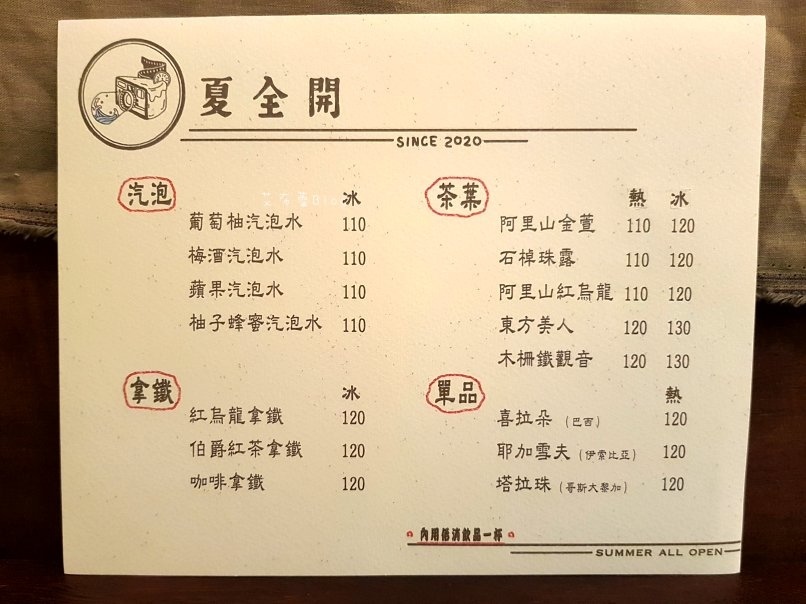 夏全開
SINCE 2020
汽泡
冰
葡萄柚汽泡水 110
梅酒汽泡水 110
蘋果汽泡水 110
柚子蜂蜜汽泡水 110
拿鐵
冰
紅烏龍拿鐵 120
伯爵紅茶拿鐵 120
咖啡拿鐵 120
茶葉
熱 冰
阿里山金萱 110 120
石棹珠露 110 120
阿里山紅烏龍 110 120
東方美人 120 130
木柵鐵觀音 120 130
單品
熱
喜拉朵 (巴西) 120
耶加雪夫 (伊索比亞) 120
塔拉珠 (哥斯大黎加) 120
內用低消飲品一杯
SUMMER ALL OPEN